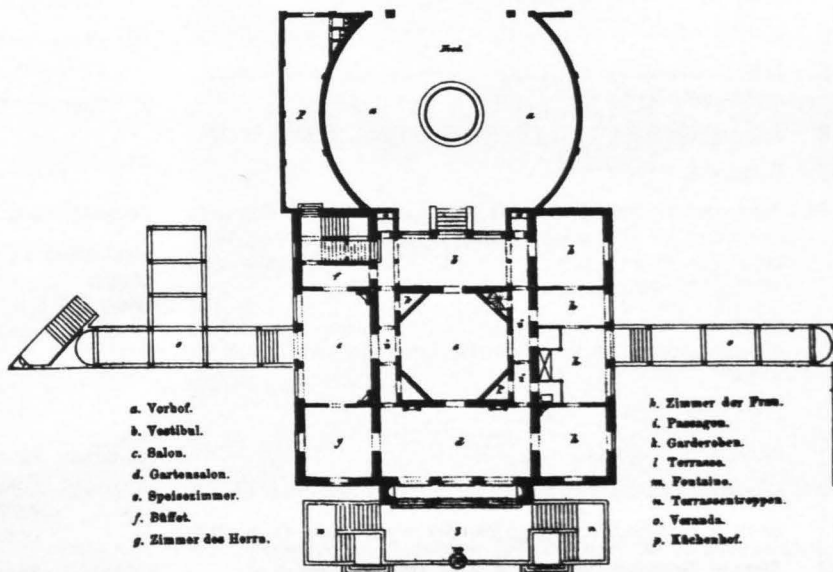 p
a
a
b
f
h
h
b
i
e
i
c
h
o
o
i
k
g
d
h
n
l
n
m
a. Vorhof.
b. Vestibul.
c. Salon.
d. Gartensalon.
e. Speisezimmer.
f. Büffet.
g. Zimmer des Herrn.
h. Zimmer der Frau.
i. Passagen.
k. Garderoben.
l Terrasse.
m. Fontaine.
n. Terrassentreppen.
o. Veranda.
p. Küchenhof.